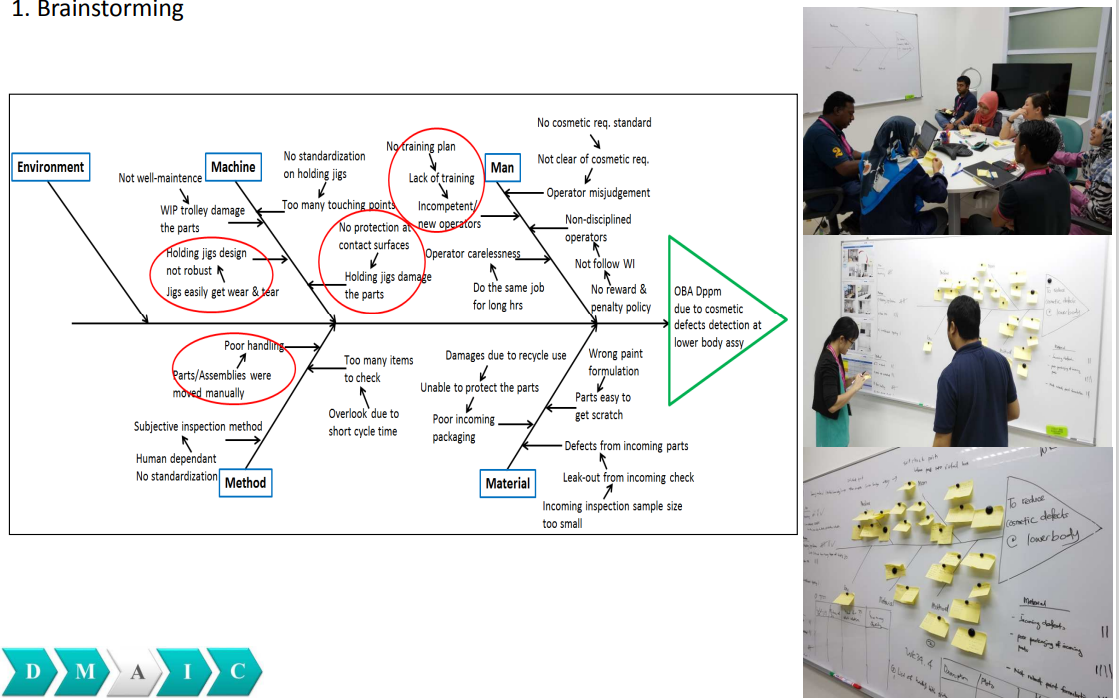 1. Brainstorming
Environment
Machine
Man
Not well-maintence
WIP trolley damage
the parts
Holding jigs design
not robust
Jigs easily get wear & tear
No standardization
on holding jigs
Too many touching points
No protection at
contact surfaces
Holding jigs damage
the parts
No training plan
Lack of training
Incompetent/
new operators
Operator carelessness
Do the same job
for long hrs
No cosmetic req. standard
Not clear of cosmetic req.
Operator misjudgement
Non-disciplined
operators
Not follow WI
No reward &
penalty policy
OBA Dppm
due to cosmetic
defects detection at
lower body assy
Poor handling
Parts/Assemblies were
moved manually
Subjective inspection method
Human dependant
No standardization
Method
Too many items
to check
Overlook due to
short cycle time
Damages due to recycle use
Unable to protect the parts
Poor incoming
packaging
Wrong paint
formulation
Parts easy to
get scratch
Defects from incoming parts
Leak-out from incoming check
Incoming inspection sample size
too small
Material
D M A I C
To reduce
cosmetic defects
@ lowerbody
Material